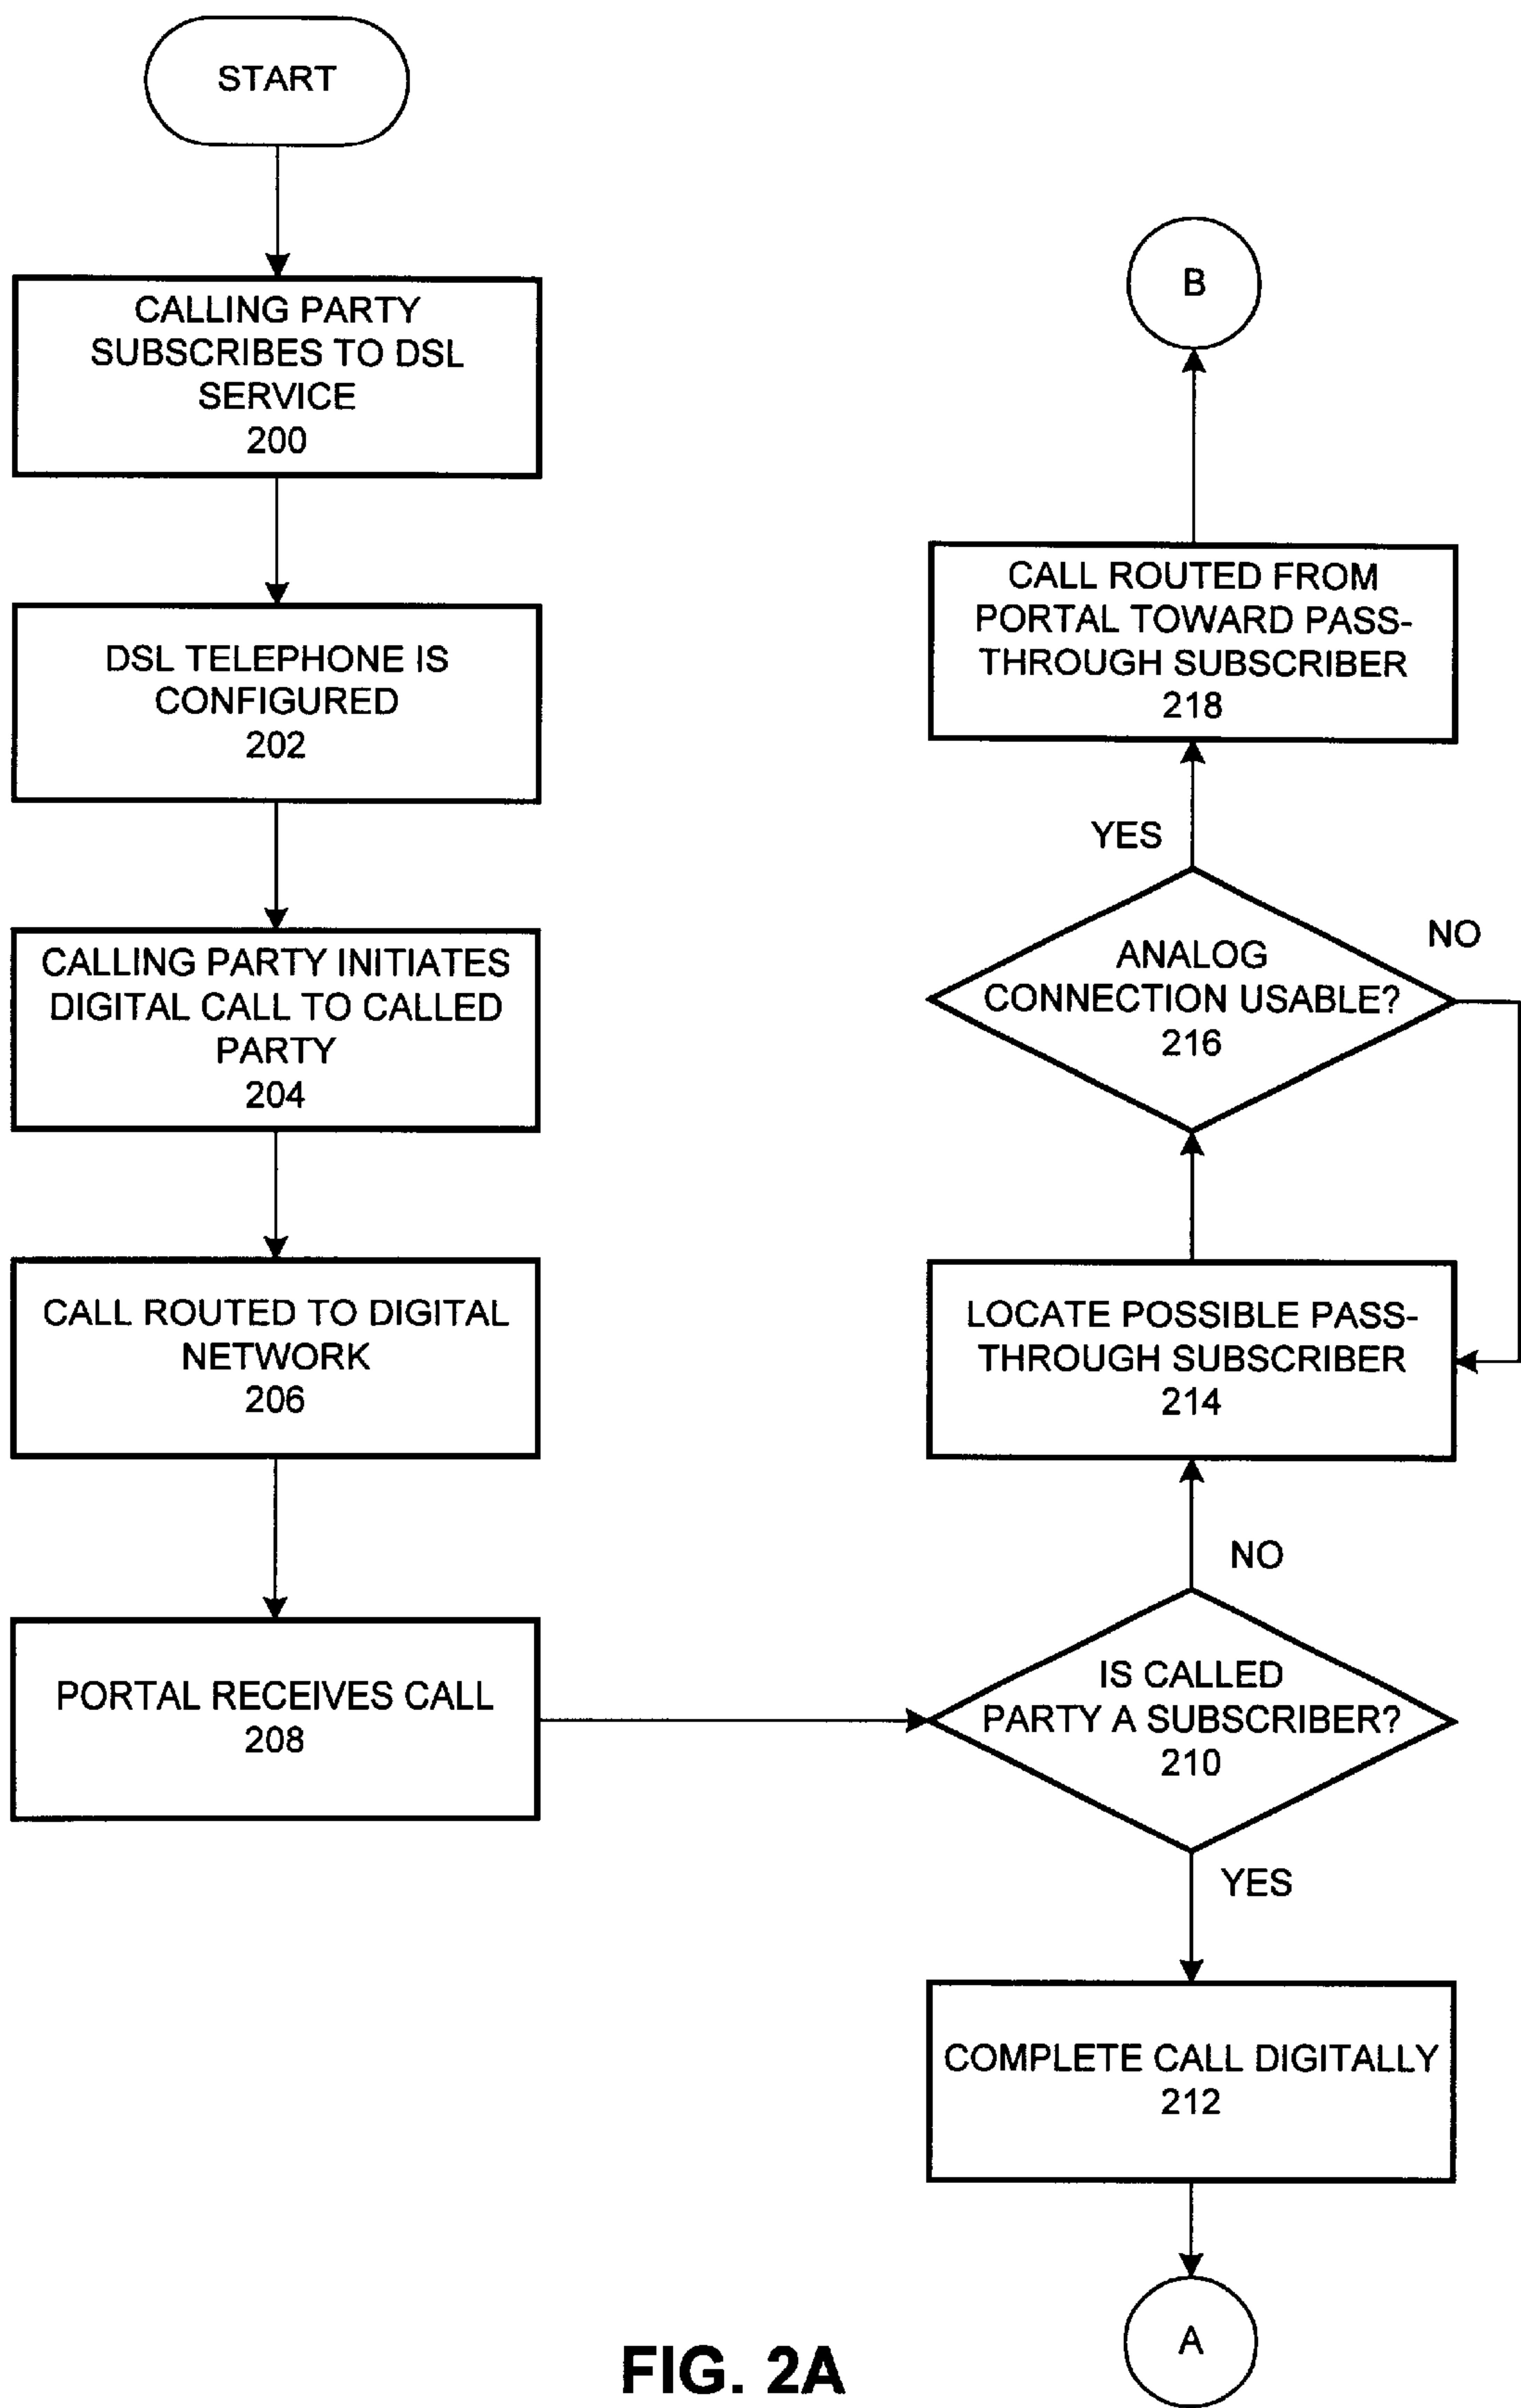 START
CALLING PARTY
SUBSCRIBES TO DSL
SERVICE
200
DSL TELEPHONE IS
CONFIGURED
202
CALLING PARTY INITIATES
DIGITAL CALL TO CALLED
PARTY
204
CALL ROUTED TO DIGITAL
NETWORK
206
PORTAL RECEIVES CALL
208
B
CALL ROUTED FROM
PORTAL TOWARD PASS-
THROUGH SUBSCRIBER
218
YES
NO
ANALOG
CONNECTION USABLE?
216
LOCATE POSSIBLE PASS-
THROUGH SUBSCRIBER
214
NO
IS CALLED
PARTY A SUBSCRIBER?
210
YES
COMPLETE CALL DIGITALLY
212
A
FIG. 2A